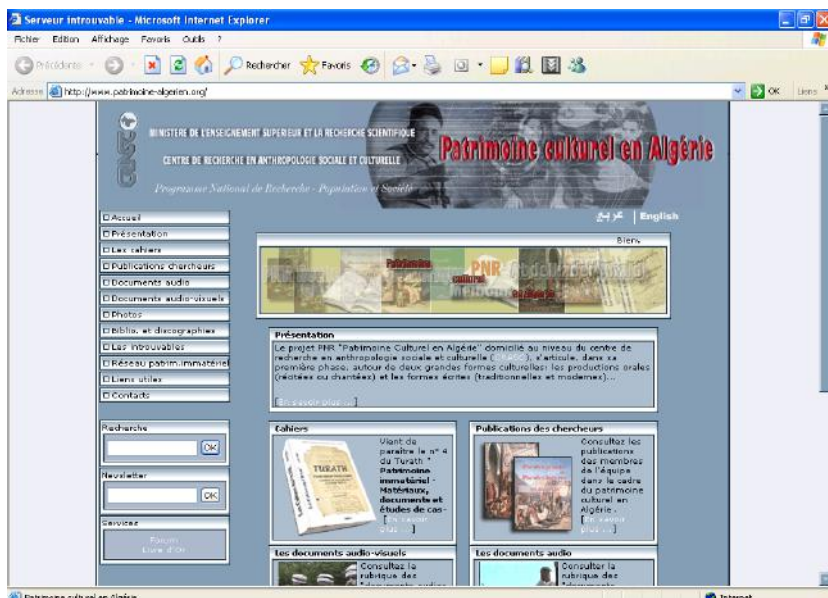 Serveur introuvable - Microsoft Internet Explorer
Fichier Edition Affichage Favoris Outils ?
Précédente Rechercher Favoris
Adresse http://www.patrimoine-algerien.org/ OK Liens
PNR
MINISTERE DE L'ENSEIGNEMENT SUPERIEUR ET LA RECHERCHE SCIENTIFIQUE
CENTRE DE RECHERCHE EN ANTHROPOLOGIE SOCIALE ET CULTURELLE
Programme National de Recherche - Population et Société
Patrimoine culturel en Algérie
عربي | English
Accueil
Présentation
Les cahiers
Publications chercheurs
Documents audio
Documents audio-visuels
Photos
Biblio. et discographies
Les introuvables
Réseau patrim.immatériel
Liens utiles
Contacts
Recherche
OK
Newsletter
OK
Services
Forum
Livre d'Or
Bienv
Patrimoine
culturel
en Algérie
PNR
Présentation
Le projet PNR "Patrimoine Culturel en Algérie" domicilié au niveau du centre de
recherche en anthropologie sociale et culturelle (CRASC), s'articule, dans sa
première phase, autour de deux grandes formes culturelles: les productions orales
(récitées ou chantées) et les formes écrites (traditionnelles et modernes)...
[En savoir plus ...]
Cahiers
TURATH
Vient de
paraître le n° 4
du Turath "
Patrimoine
immatériel -
Matériaux,
documents et
études de cas-
[En savoir
plus ...]
Publications des chercheurs
Consultez les
publications
des membres
de l'équipe
dans le cadre
du patrimoine
culturel en
Algérie .
[En savoir
plus ...]
Les documents audio-visuels
Consultez la
rubrique des
Les documents audio
Consulter la
rubrique des
"documents
Patrimoine culturel en Algérie Internet